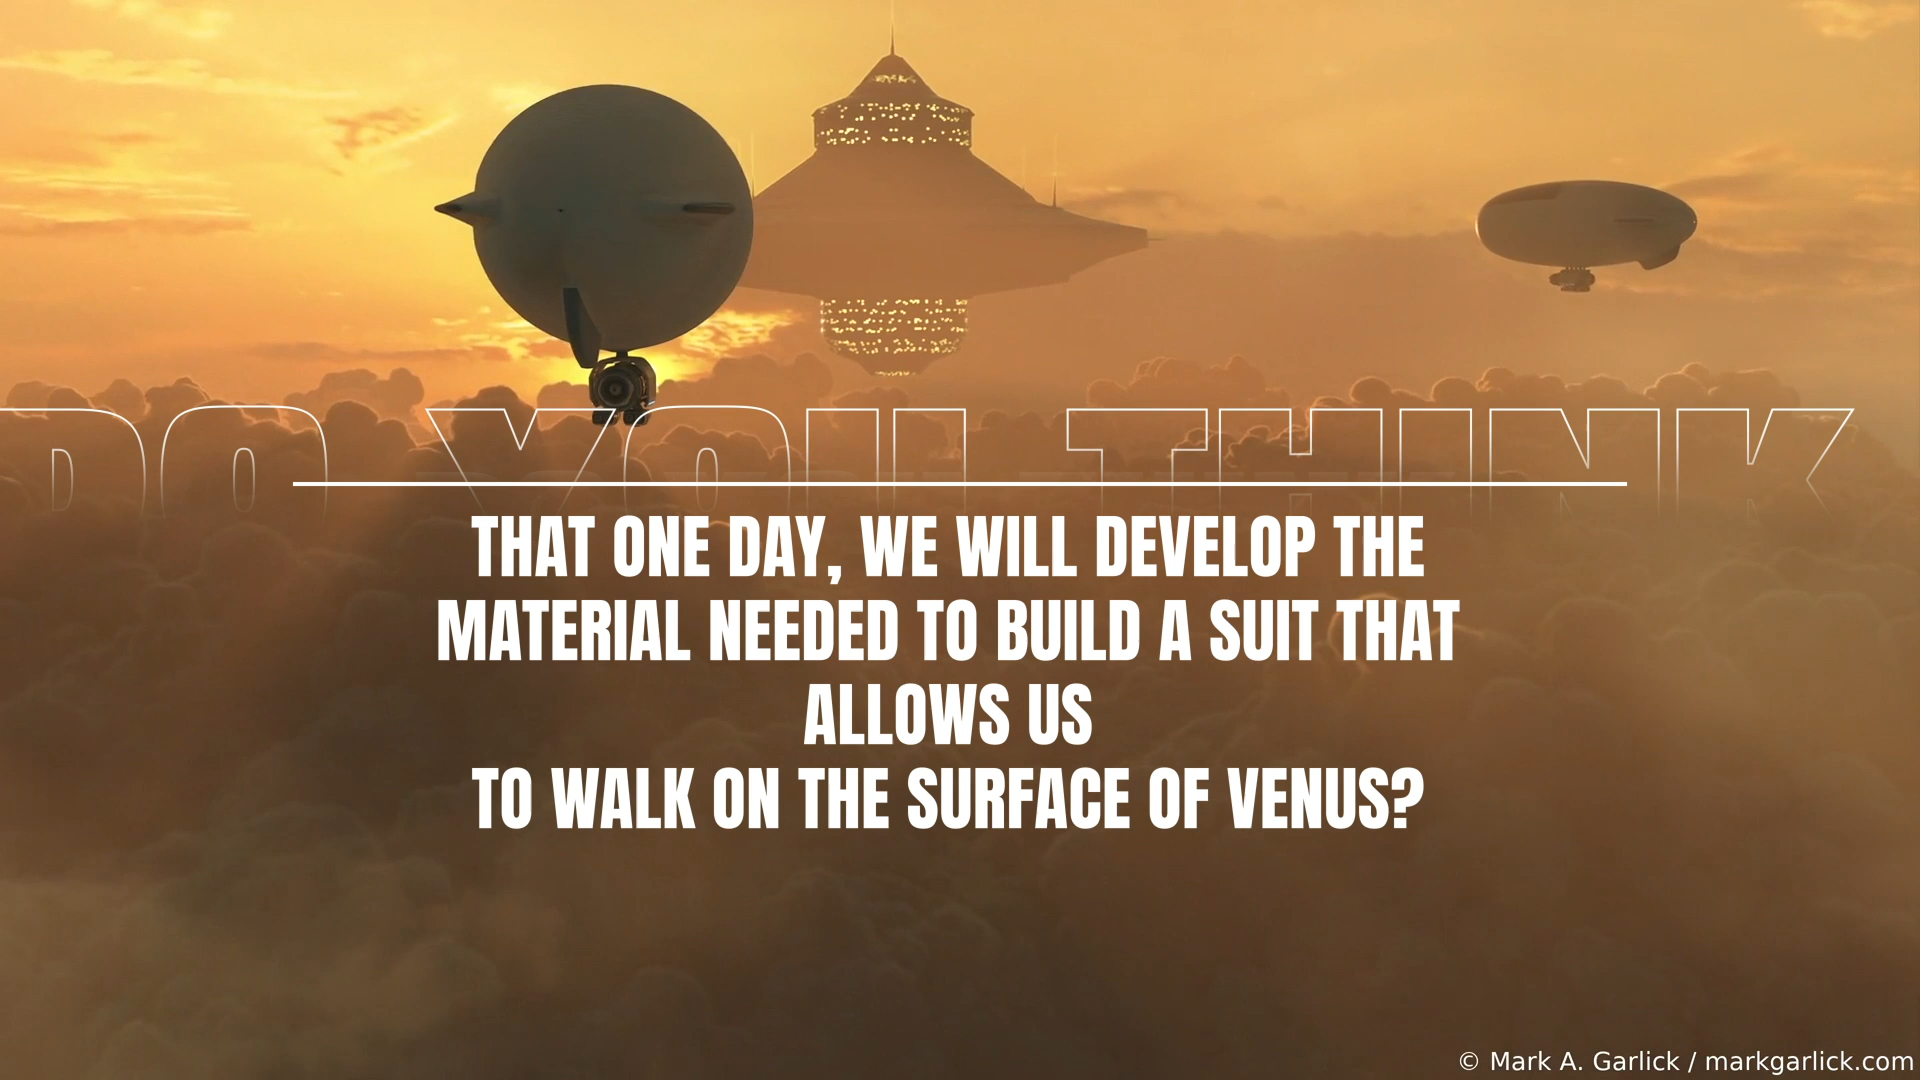 DO YOU THINK
THAT ONE DAY, WE WILL DEVELOP THE
MATERIAL NEEDED TO BUILD A SUIT THAT
ALLOWS US
TO WALK ON THE SURFACE OF VENUS?
© Mark A. Garlick / markgarlick.com